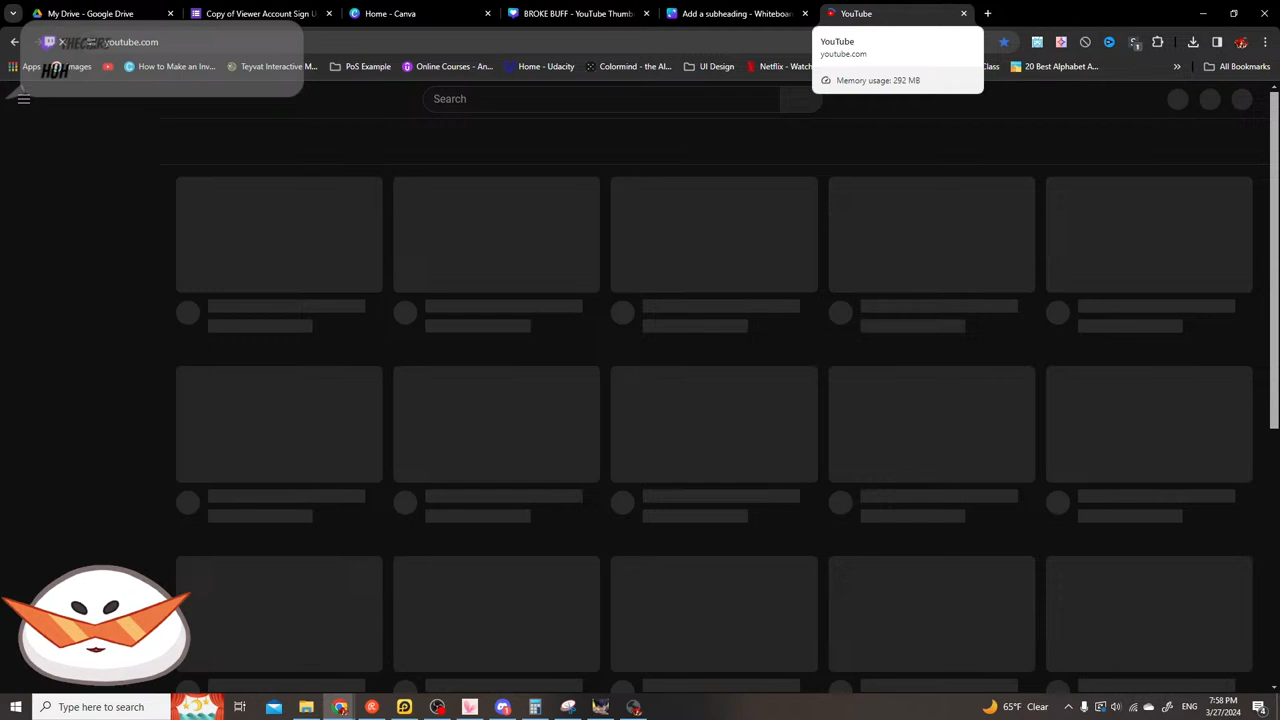 My Drive - Google Drive
Copy of Viewer Account Sign U
Home - Canva
BROKE BUFF - YouTube Thumb
Add a subheading - Whiteboar
YouTube
youtube.com
YouTube
youtube.com
Memory usage: 292 MB
HUH
Apps
Images
How to Make an Inv...
Teyvat Interactive M...
PoS Example
Online Courses - An...
Home - Udacity
Colormind - the AI...
UI Design
Netflix - Watch
Class
20 Best Alphabet A...
»
All Bookmarks
Search
Type here to search
65°F Clear
7:58 PM
3/27/2024